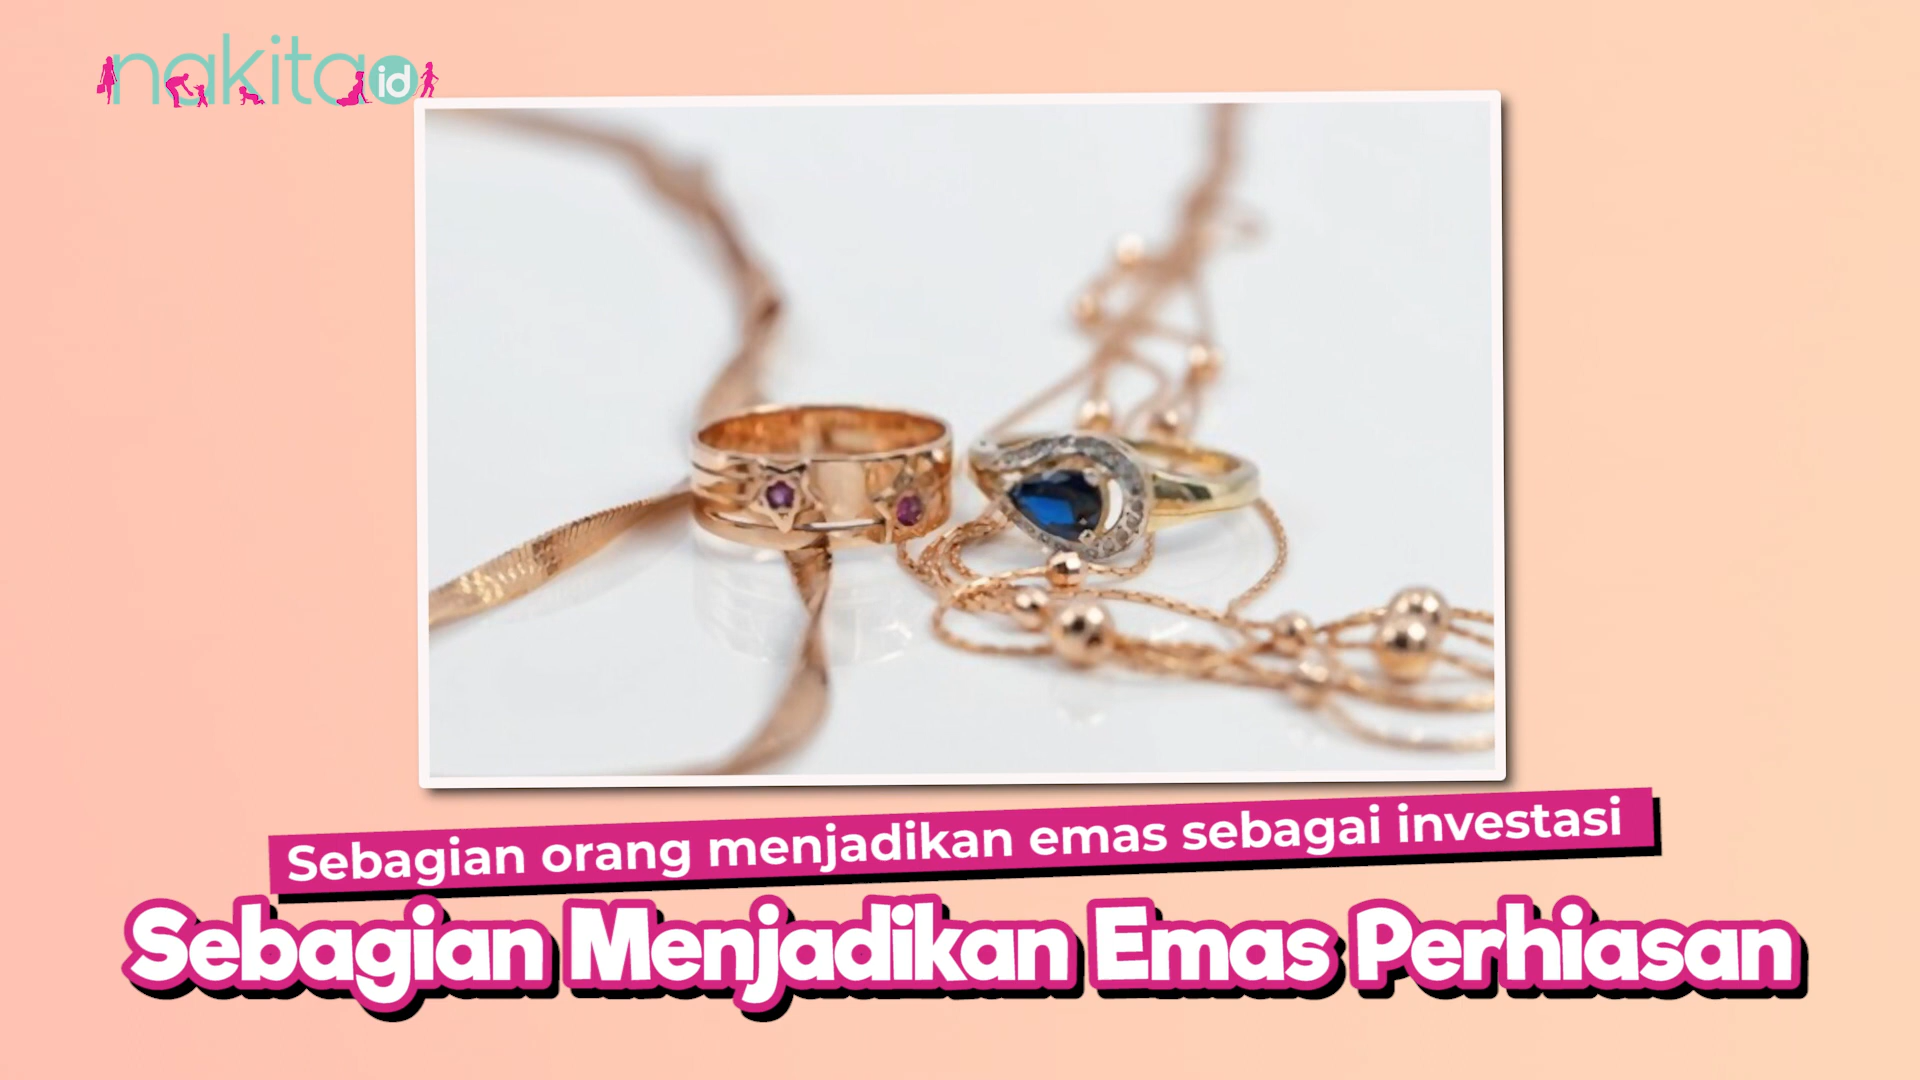 nakita id
Sebagian orang menjadikan emas sebagai investasi
Sebagian Menjadikan Emas Perhiasan